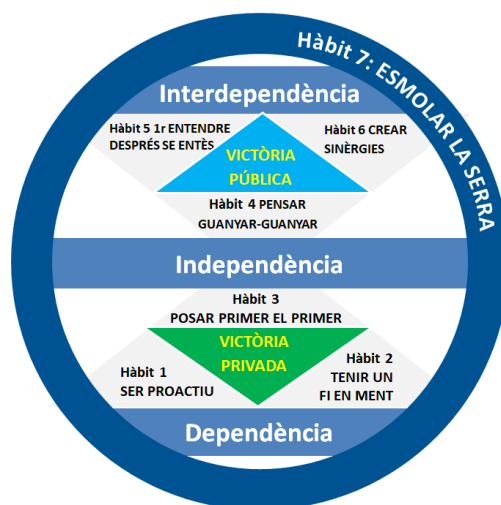 Hàbit 7: ESMOLAR LA SERRA
Interdependència
Hàbit 5 1r ENTENDRE
DESPRÉS SE ENTÈS
Hàbit 6 CREAR
SINÈRGIES
VICTÒRIA
PÚBLICA
Hàbit 4 PENSAR
GUANYAR-GUANYAR
Independència
Hàbit 3
POSAR PRIMER EL PRIMER
VICTÒRIA
PRIVADA
Hàbit 1
SER PROACTIU
Hàbit 2
TENIR UN
FI EN MENT
Dependència